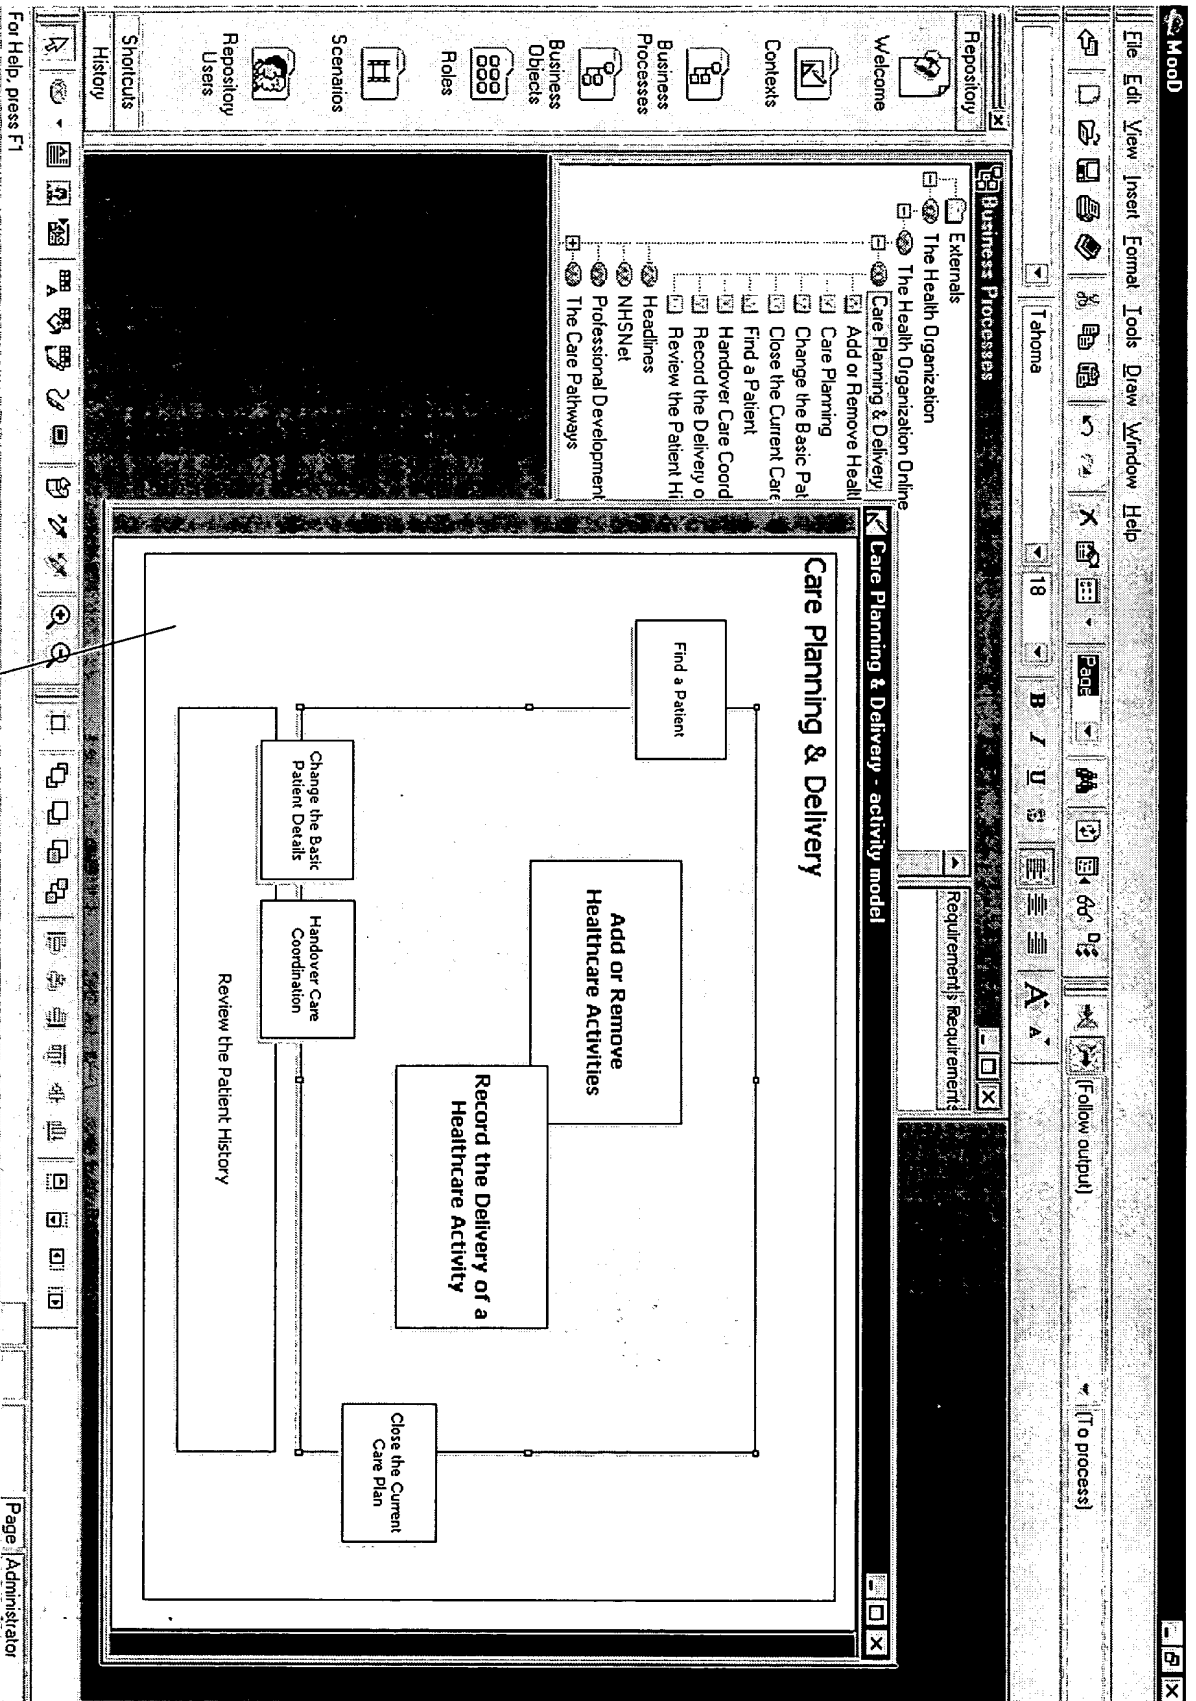 MooD
File Edit View Insert Format Tools Draw Window Help
Page
(Follow output)
(To process)
Tahoma
18
B I U S
A A
Repository
Welcome
Contexts
Business
Processes
Business
Objects
Roles
Scenarios
Repository
Users
Shortcuts
History
Business Processes
Externals
The Health Organization
The Health Organization Online
Care Planning & Delivery
Add or Remove Healt
Care Planning
Change the Basic Pat
Close the Current Care
Find a Patient
Handover Care Coord
Record the Delivery o
Review the Patient Hi
Headlines
NHSNet
Professional Development
The Care Pathways
Requirement's Requirements
Care Planning & Delivery - activity model
Care Planning & Delivery
Find a Patient
Add or Remove
Healthcare Activities
Record the Delivery of a
Healthcare Activity
Change the Basic
Patient Details
Handover Care
Coordination
Close the Current
Care Plan
Review the Patient History
For Help, press F1
Page
Administrator